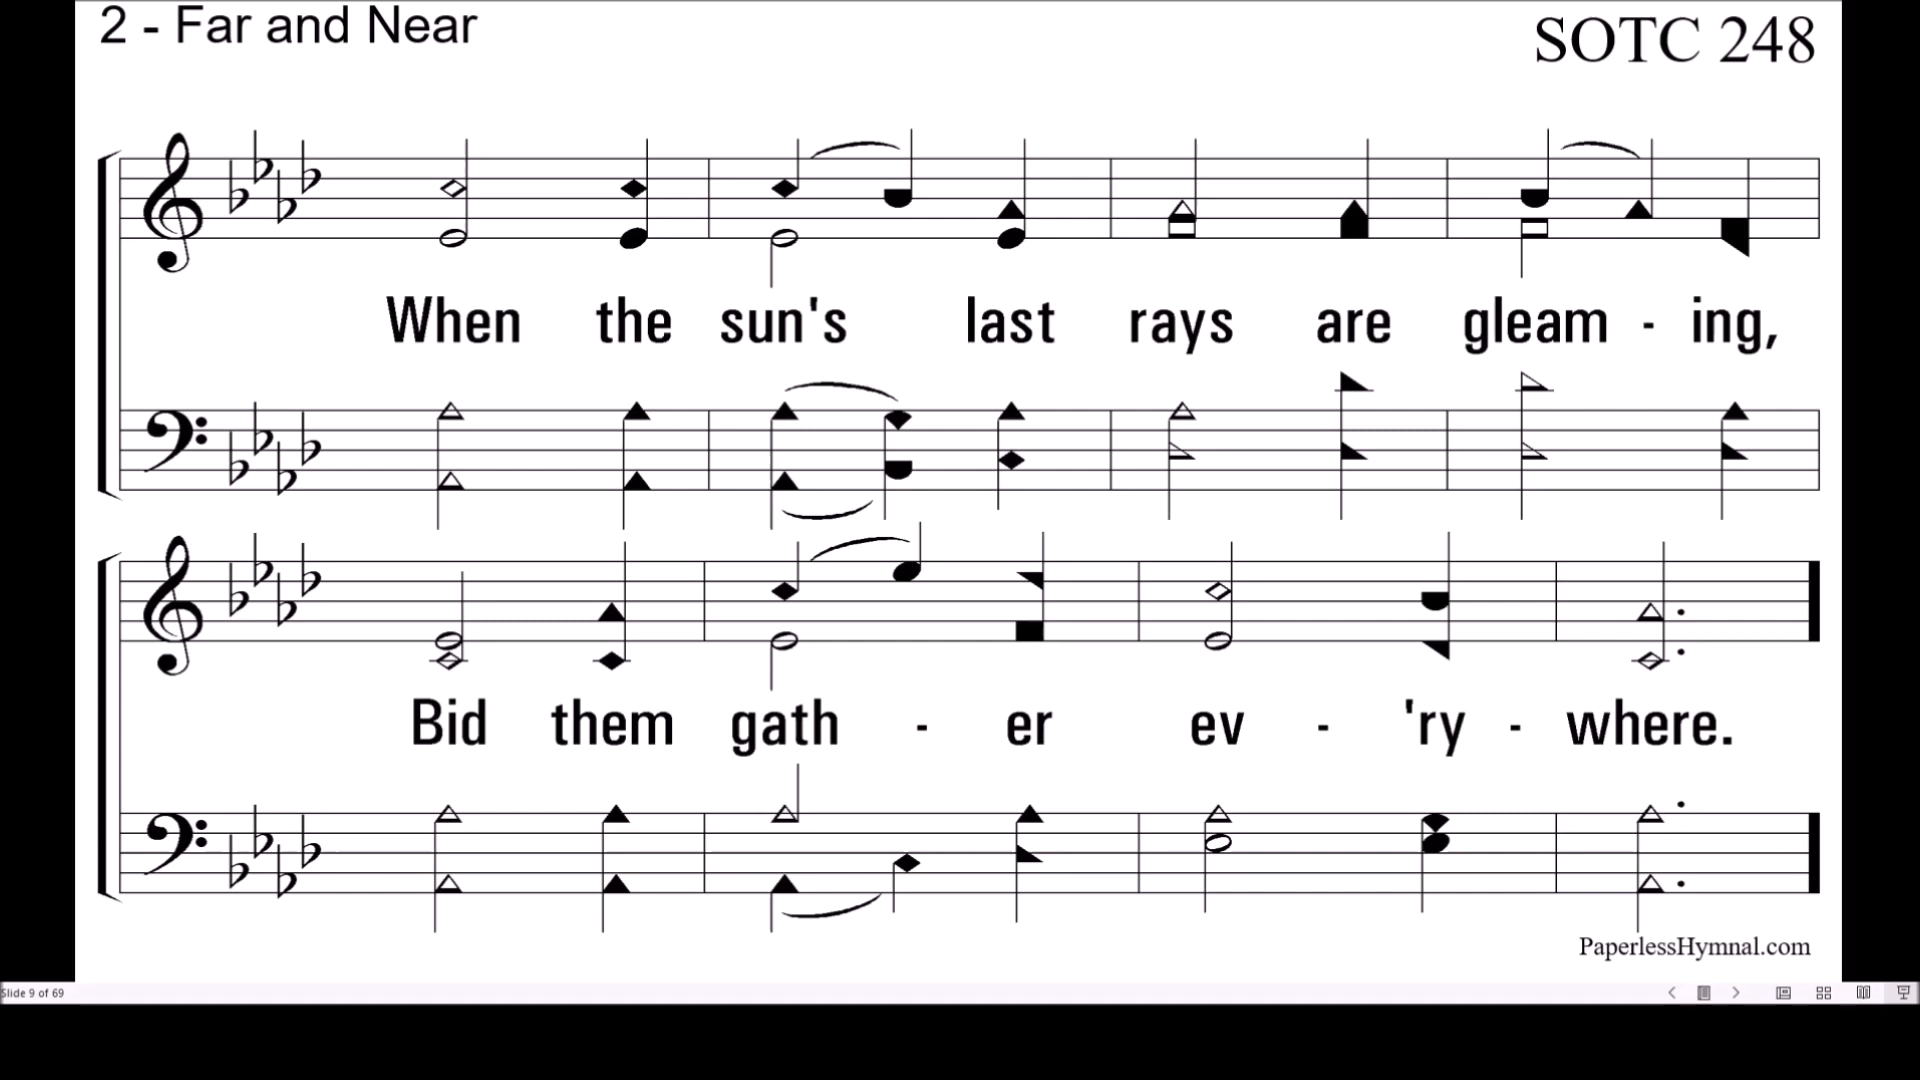 2 - Far and Near
SOTC 248
When the sun's last rays are gleam - ing,
Bid them gath - er ev - 'ry - where.
PaperlessHymnal.com
Slide 9 of 69